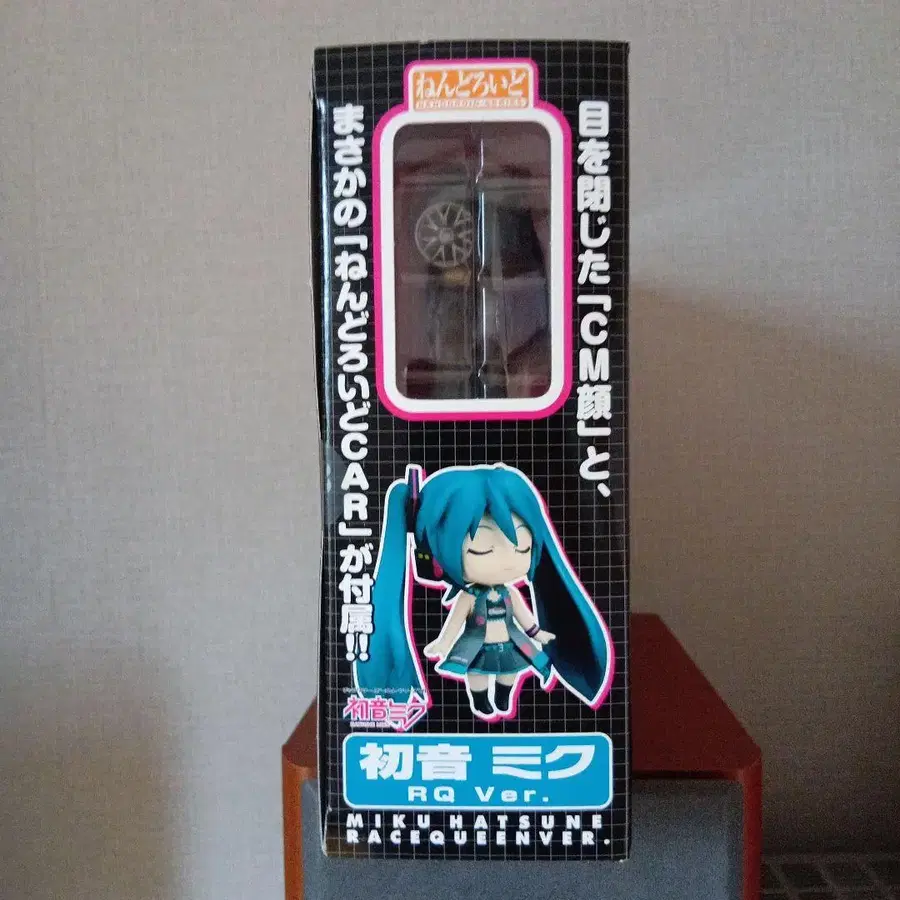 ねんどろいど
NENDOROID SERIES
目を閉じた「CM顔」と、
まさかの「ねんどろいどCAR」が付属!!
初音ミク
初音 ミク
RQ Ver.
MIKU HATSUNE
RACEQUEENVER.